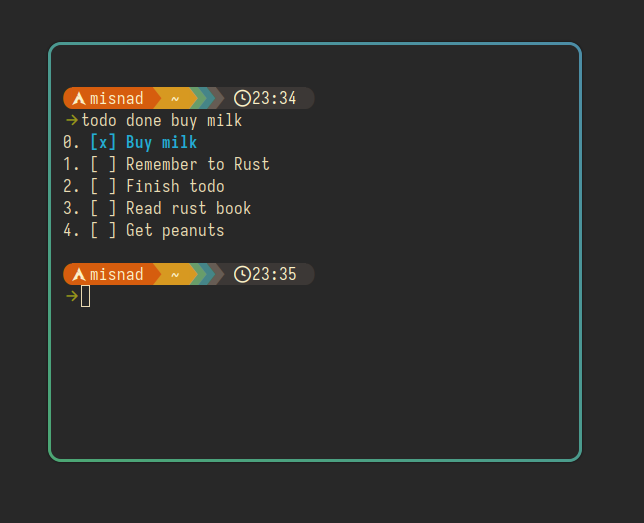 misnad ~ 23:34
→todo done buy milk
0. [x] Buy milk
1. [ ] Remember to Rust
2. [ ] Finish todo
3. [ ] Read rust book
4. [ ] Get peanuts
misnad ~ 23:35
→